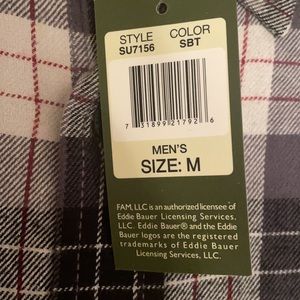 STYLE COLOR
SU7156 SBT
7 31899 21792 6
MEN'S
SIZE: M
FAM, LLC is an authorized licensee of
Eddie Bauer Licensing Services,
LLC. Eddie Bauer® and the Eddie
Bauer logos are the registered
trademarks of Eddie Bauer
Licensing Services, LLC.